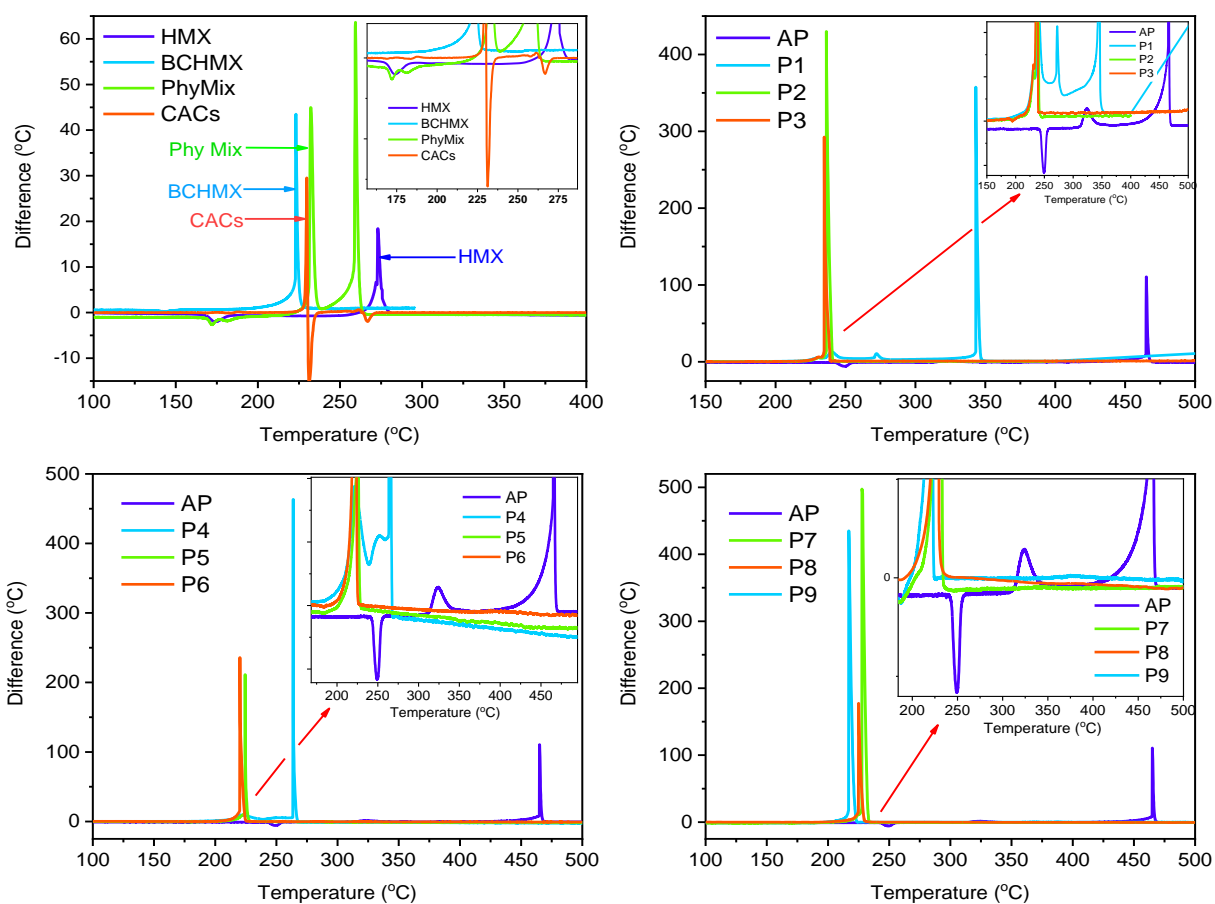 Difference (°C)
60
50
40
30
20
10
0
-10
HMX
BCHMX
PhyMix
CACs
Phy Mix
BCHMX
CACs
HMX
HMX
BCHMX
PhyMix
CACs
175 200 225 250 275
100 150 200 250 300 350 400
Temperature (°C)
Difference (°C)
400
300
200
100
0
AP
P1
P2
P3
AP
P1
P2
P3
150 200 250 300 350 400 450 500
Temperature (°C)
150 200 250 300 350 400 450 500
Temperature (°C)
Difference (°C)
500
400
300
200
100
0
AP
P4
P5
P6
AP
P4
P5
P6
200 250 300 350 400 450
Temperature (°C)
100 150 200 250 300 350 400 450 500
Temperature (°C)
Difference (°C)
500
400
300
200
100
0
AP
P7
P8
P9
0
AP
P7
P8
P9
200 250 300 350 400 450 500
Temperature (°C)
100 150 200 250 300 350 400 450 500
Temperature (°C)